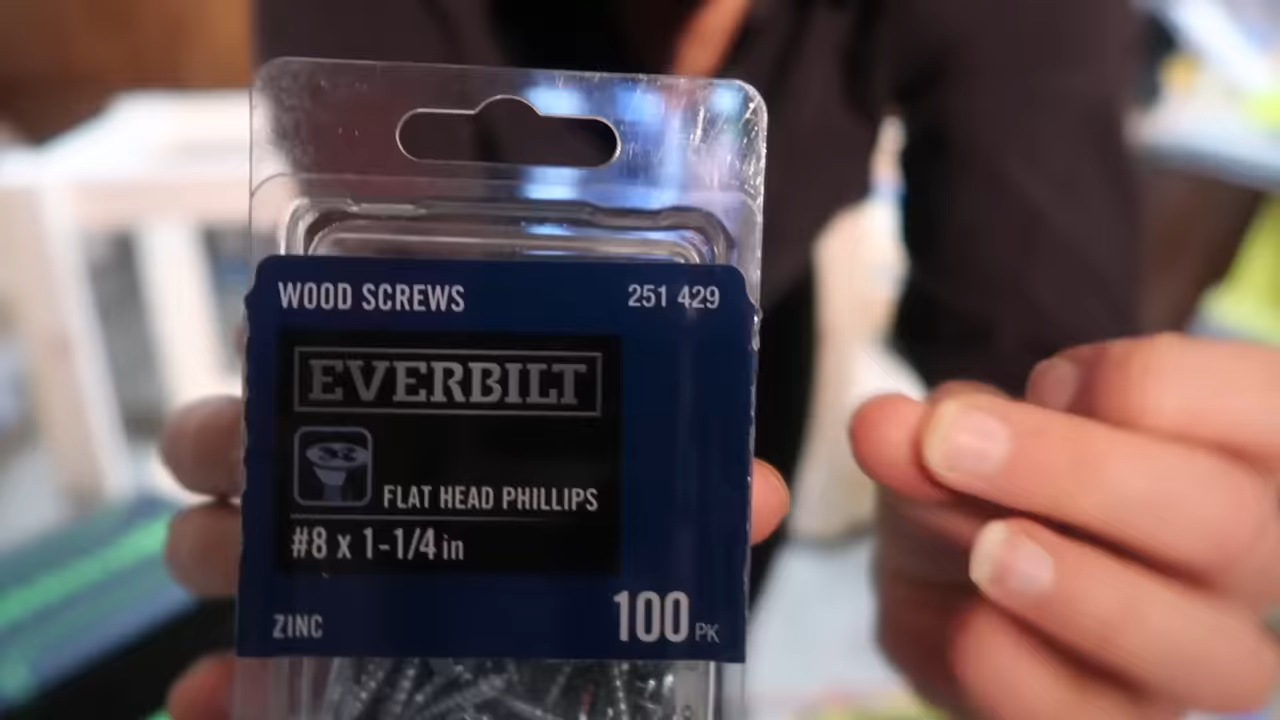 WOOD SCREWS 251 429
EVERBILT
FLAT HEAD PHILLIPS
#8 x 1-1/4 in
ZINC 100 PK